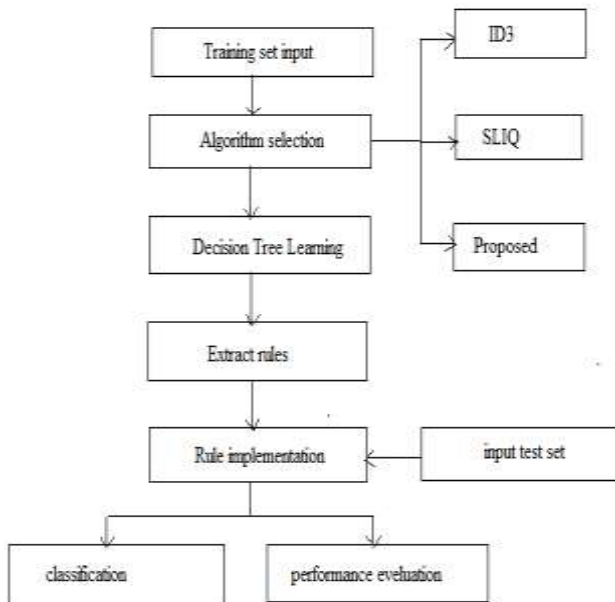 ID3
Training set input
Algorithm selection
SLIQ
Decision Tree Learning
Proposed
Extract rules
Rule implementation
input test set
classification
performance eveluation